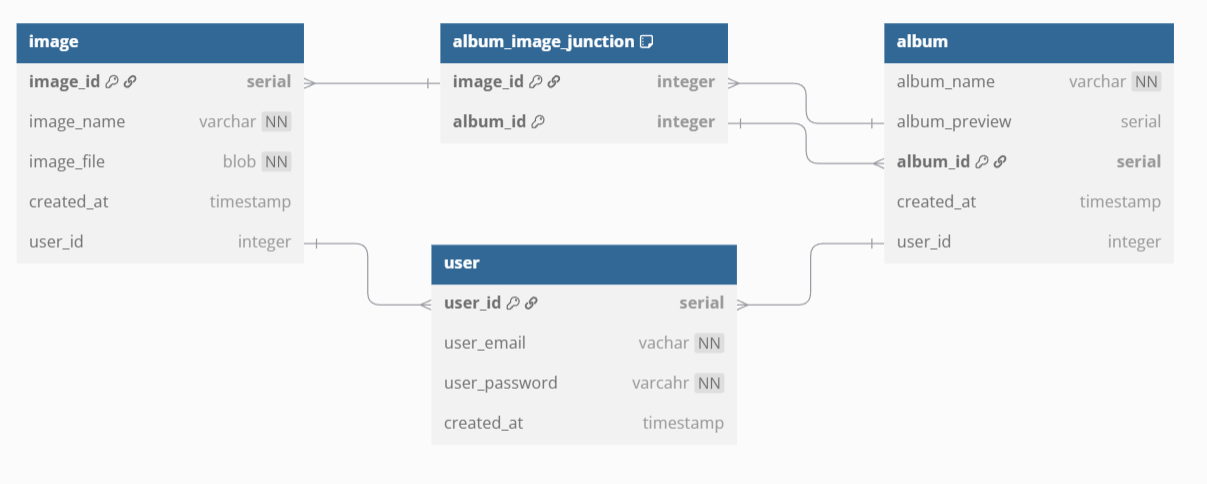 image
image_id serial
image_name varchar NN
image_file blob NN
created_at timestamp
user_id integer
album_image_junction
image_id integer
album_id integer
album
album_name varchar NN
album_preview serial
album_id serial
created_at timestamp
user_id integer
user
user_id serial
user_email vachar NN
user_password varcahr NN
created_at timestamp